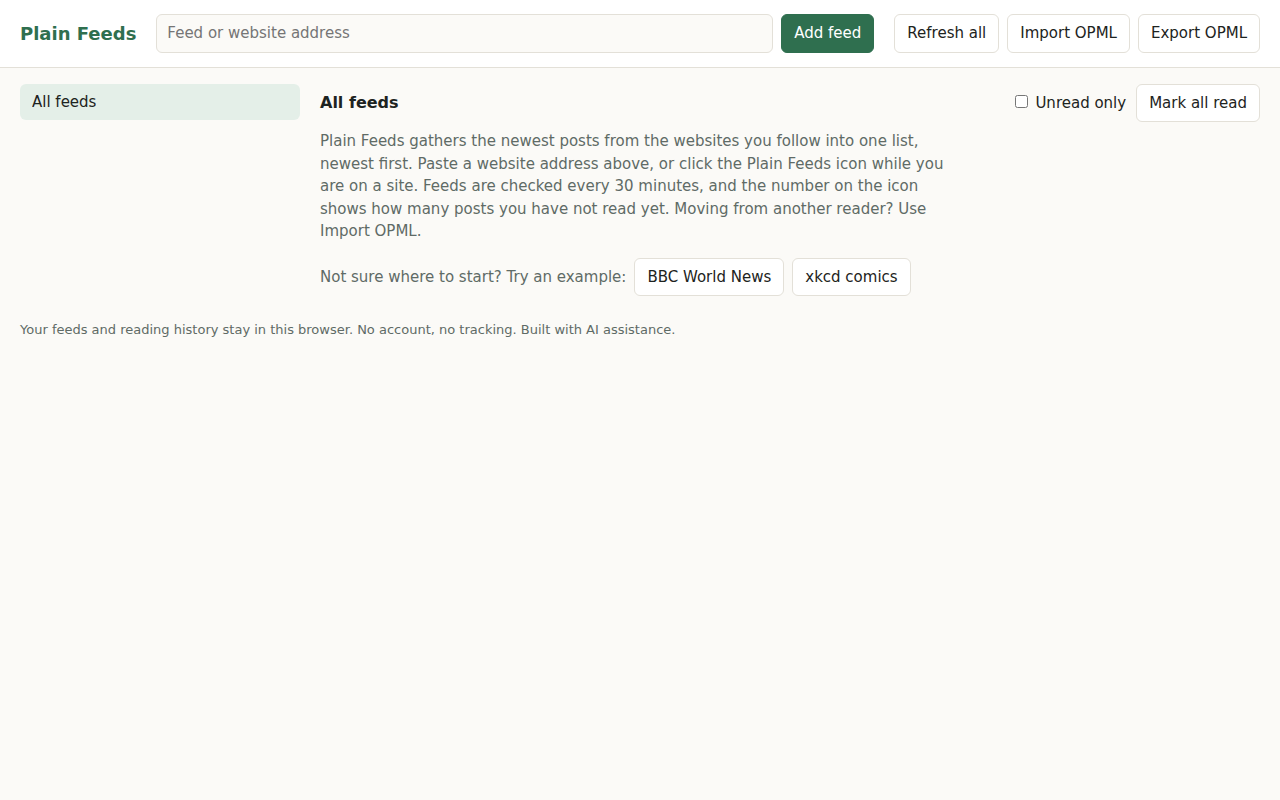 Plain Feeds
Feed or website address
Add feed
Refresh all
Import OPML
Export OPML
All feeds
All feeds
Unread only
Mark all read
Plain Feeds gathers the newest posts from the websites you follow into one list,
newest first. Paste a website address above, or click the Plain Feeds icon while you
are on a site. Feeds are checked every 30 minutes, and the number on the icon
shows how many posts you have not read yet. Moving from another reader? Use
Import OPML.
Not sure where to start? Try an example:
BBC World News
xkcd comics
Your feeds and reading history stay in this browser. No account, no tracking. Built with AI assistance.